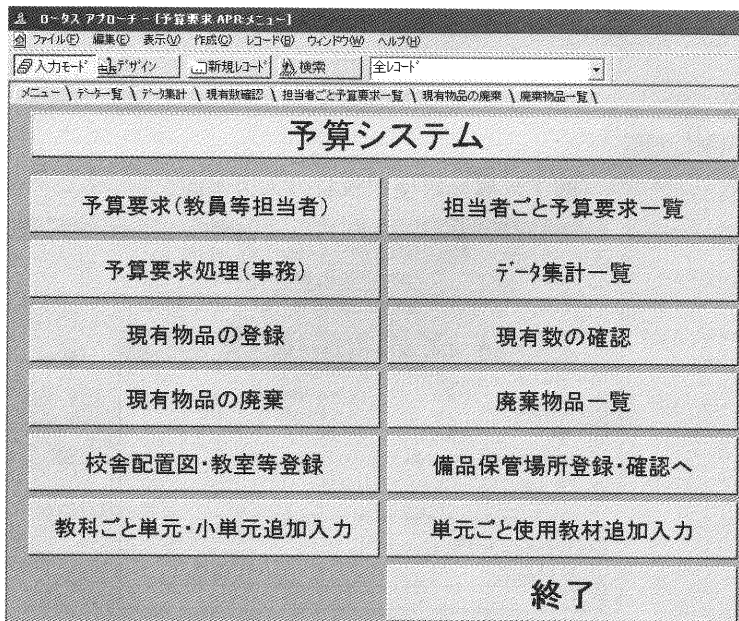 ロータス アプローチ - [予算要求.APR:メニュー]
ファイル(F) 編集(E) 表示(V) 作成(C) レコード(B) ウィンドウ(W) ヘルプ(H)
入力モード デザイン 新規レコード 検索 全レコード
メニュー \ データ一覧 \ データ集計 \ 現有数確認 \ 担当者ごと予算要求一覧 \ 現有物品の廃棄 \ 廃棄物品一覧 \
予算システム
予算要求(教員等担当者) 担当者ごと予算要求一覧
予算要求処理(事務) データ集計一覧
現有物品の登録 現有数の確認
現有物品の廃棄 廃棄物品一覧
校舎配置図・教室等登録 備品保管場所登録・確認へ
教科ごと単元・小単元追加入力 単元ごと使用教材追加入力
終了